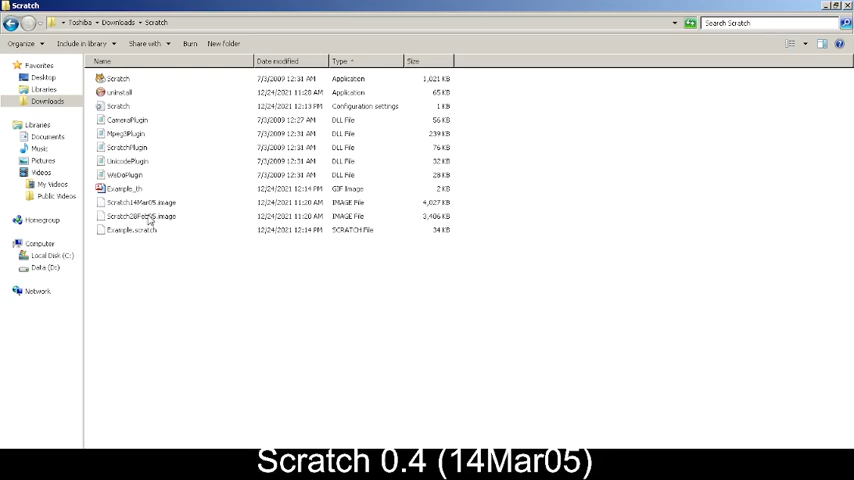 Scratch
Toshiba Downloads Scratch
Search Scratch
Organize Include in library Share with Burn New folder
Name Date modified Type Size
Favorites
Desktop
Libraries
Downloads
Libraries
Documents
Music
Pictures
Videos
My Videos
Public Videos
Homegroup
Computer
Local Disk (C:)
Data (D:)
Network
Scratch 7/3/2009 12:31 AM Application 1,021 KB
uninstall 12/24/2021 11:28 AM Application 65 KB
Scratch 12/24/2021 12:13 PM Configuration settings 1 KB
CameraPlugin 7/3/2009 12:27 AM DLL File 56 KB
Mpeg3Plugin 7/3/2009 12:31 AM DLL File 239 KB
ScratchPlugin 7/3/2009 12:31 AM DLL File 76 KB
UnicodePlugin 7/3/2009 12:31 AM DLL File 32 KB
WeDoPlugin 7/3/2009 12:31 AM DLL File 28 KB
Example_th 12/24/2021 12:14 PM GIF Image 2 KB
Scratch14Mar05.image 12/24/2021 11:20 AM IMAGE File 4,027 KB
Scratch28Feb05.image 12/24/2021 11:20 AM IMAGE File 3,406 KB
Example.scratch 12/24/2021 12:14 PM SCRATCH File 34 KB
Scratch 0.4 (14Mar05)